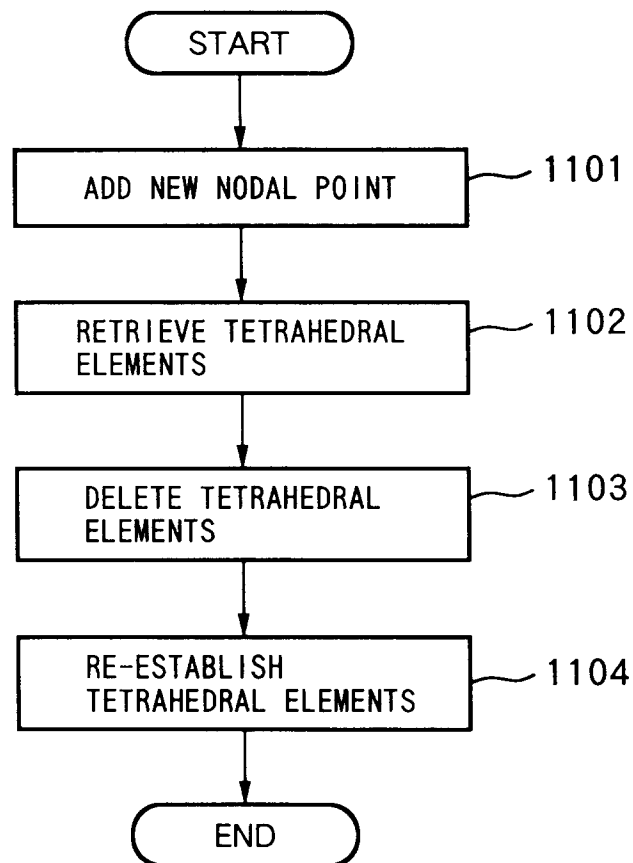 START
ADD NEW NODAL POINT
1101
RETRIEVE TETRAHEDRAL
ELEMENTS
1102
DELETE TETRAHEDRAL
ELEMENTS
1103
RE-ESTABLISH
TETRAHEDRAL ELEMENTS
1104
END